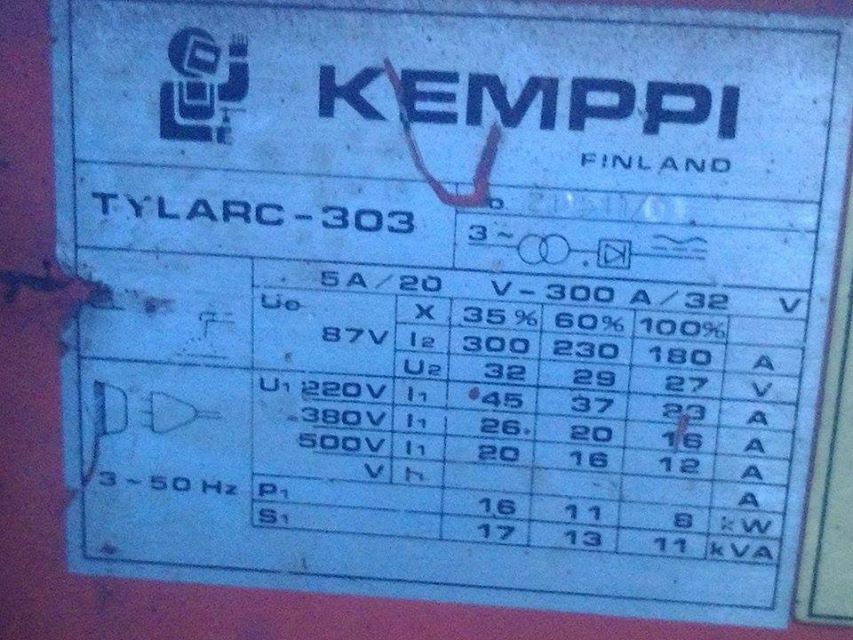 KEMPPI
FINLAND
TYLARC-303
3~
5A/20 V-300 A/32 V
Uo X 35% 60% 100%
87V I2 300 230 180 A
U2 32 29 27 V
U1 220V I1 45 37 23 A
380V I1 26 20 16 A
500V I1 20 16 12 A
V I1 A
3~50 Hz
P1 16 11 8 kW
S1 17 13 11 kVA